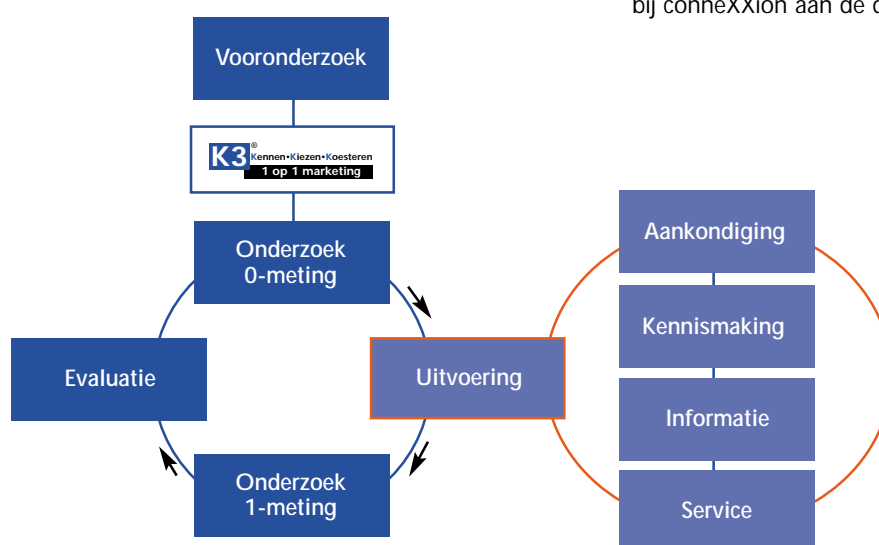 bij conneXXion aan de
Vooronderzoek
K3® Kennen•Kiezen•Koesteren
1 op 1 marketing
Onderzoek
0-meting
Aankondiging
Kennismaking
Evaluatie
Uitvoering
Informatie
Onderzoek
1-meting
Service